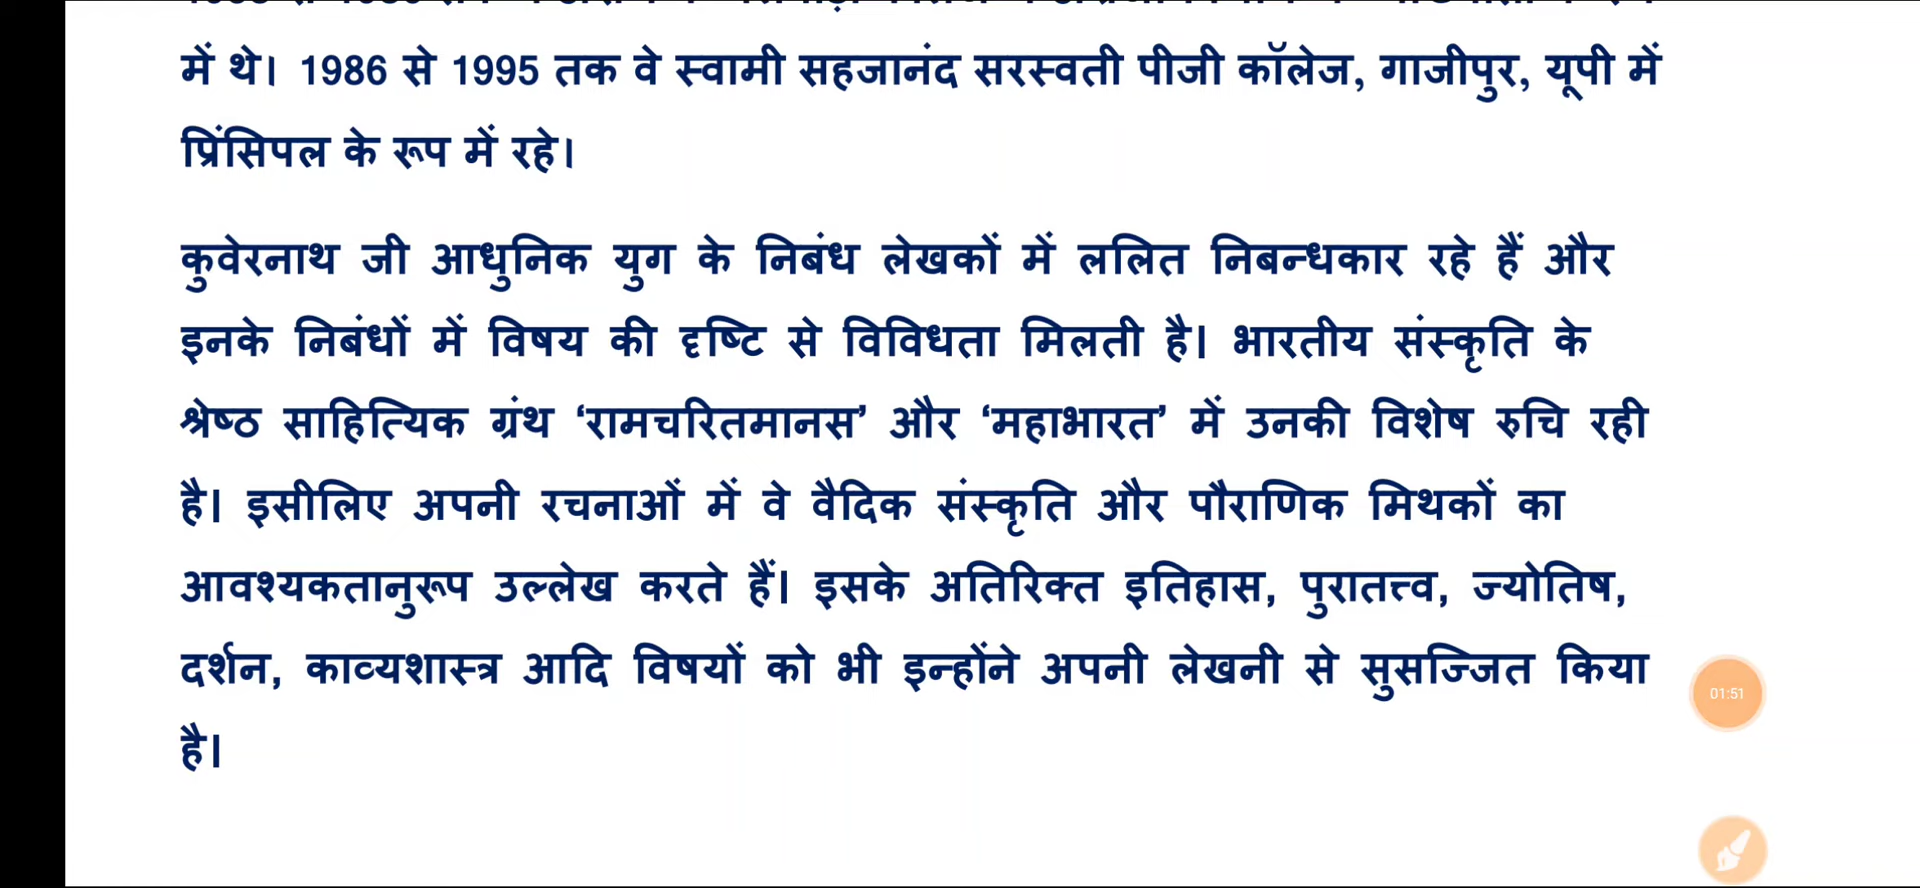 में थे। 1986 से 1995 तक वे स्वामी सहजानंद सरस्वती पीजी कॉलेज, गाजीपुर, यूपी में
प्रिंसिपल के रूप में रहे।
कुवेरनाथ जी आधुनिक युग के निबंध लेखकों में ललित निबन्धकार रहे हैं और
इनके निबंधों में विषय की दृष्टि से विविधता मिलती है। भारतीय संस्कृति के
श्रेष्ठ साहित्यिक ग्रंथ ‘रामचरितमानस’ और ‘महाभारत’ में उनकी विशेष रुचि रही
है। इसीलिए अपनी रचनाओं में वे वैदिक संस्कृति और पौराणिक मिथकों का
आवश्यकतानुरूप उल्लेख करते हैं। इसके अतिरिक्त इतिहास, पुरातत्त्व, ज्योतिष,
दर्शन, काव्यशास्त्र आदि विषयों को भी इन्होंने अपनी लेखनी से सुसज्जित किया
है।
01:51